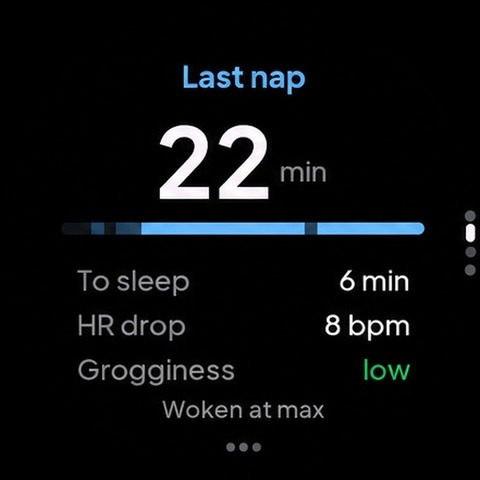 Last nap
22 min
To sleep 6 min
HR drop 8 bpm
Grogginess low
Woken at max